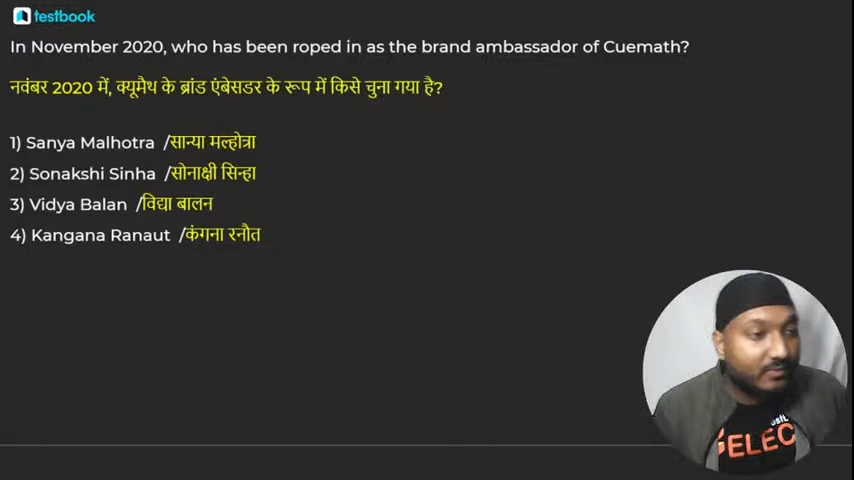 testbook
In November 2020, who has been roped in as the brand ambassador of Cuemath?
नवंबर 2020 में, क्यूमैथ के ब्रांड एंबेसडर के रूप में किसे चुना गया है?
1) Sanya Malhotra /सान्या मल्होत्रा
2) Sonakshi Sinha /सोनाक्षी सिन्हा
3) Vidya Balan /विद्या बालन
4) Kangana Ranaut /कंगना रनौत